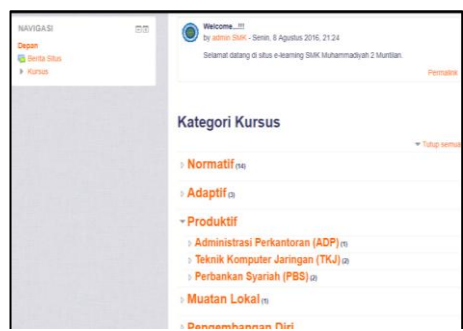 NAVIGASI
Depan
Berita Situs
Kursus
Welcome...!!!
by admin SMK - Senin, 8 Agustus 2016, 21:24
Selamat datang di situs e-learning SMK Muhammadiyah 2 Muntilan.
Permalink
Kategori Kursus
Tutup semua
Normatif (14)
Adaptif (3)
Produktif
Administrasi Perkantoran (ADP) (1)
Teknik Komputer Jaringan (TKJ) (2)
Perbankan Syariah (PBS) (2)
Muatan Lokal (1)
Pengembangan Diri